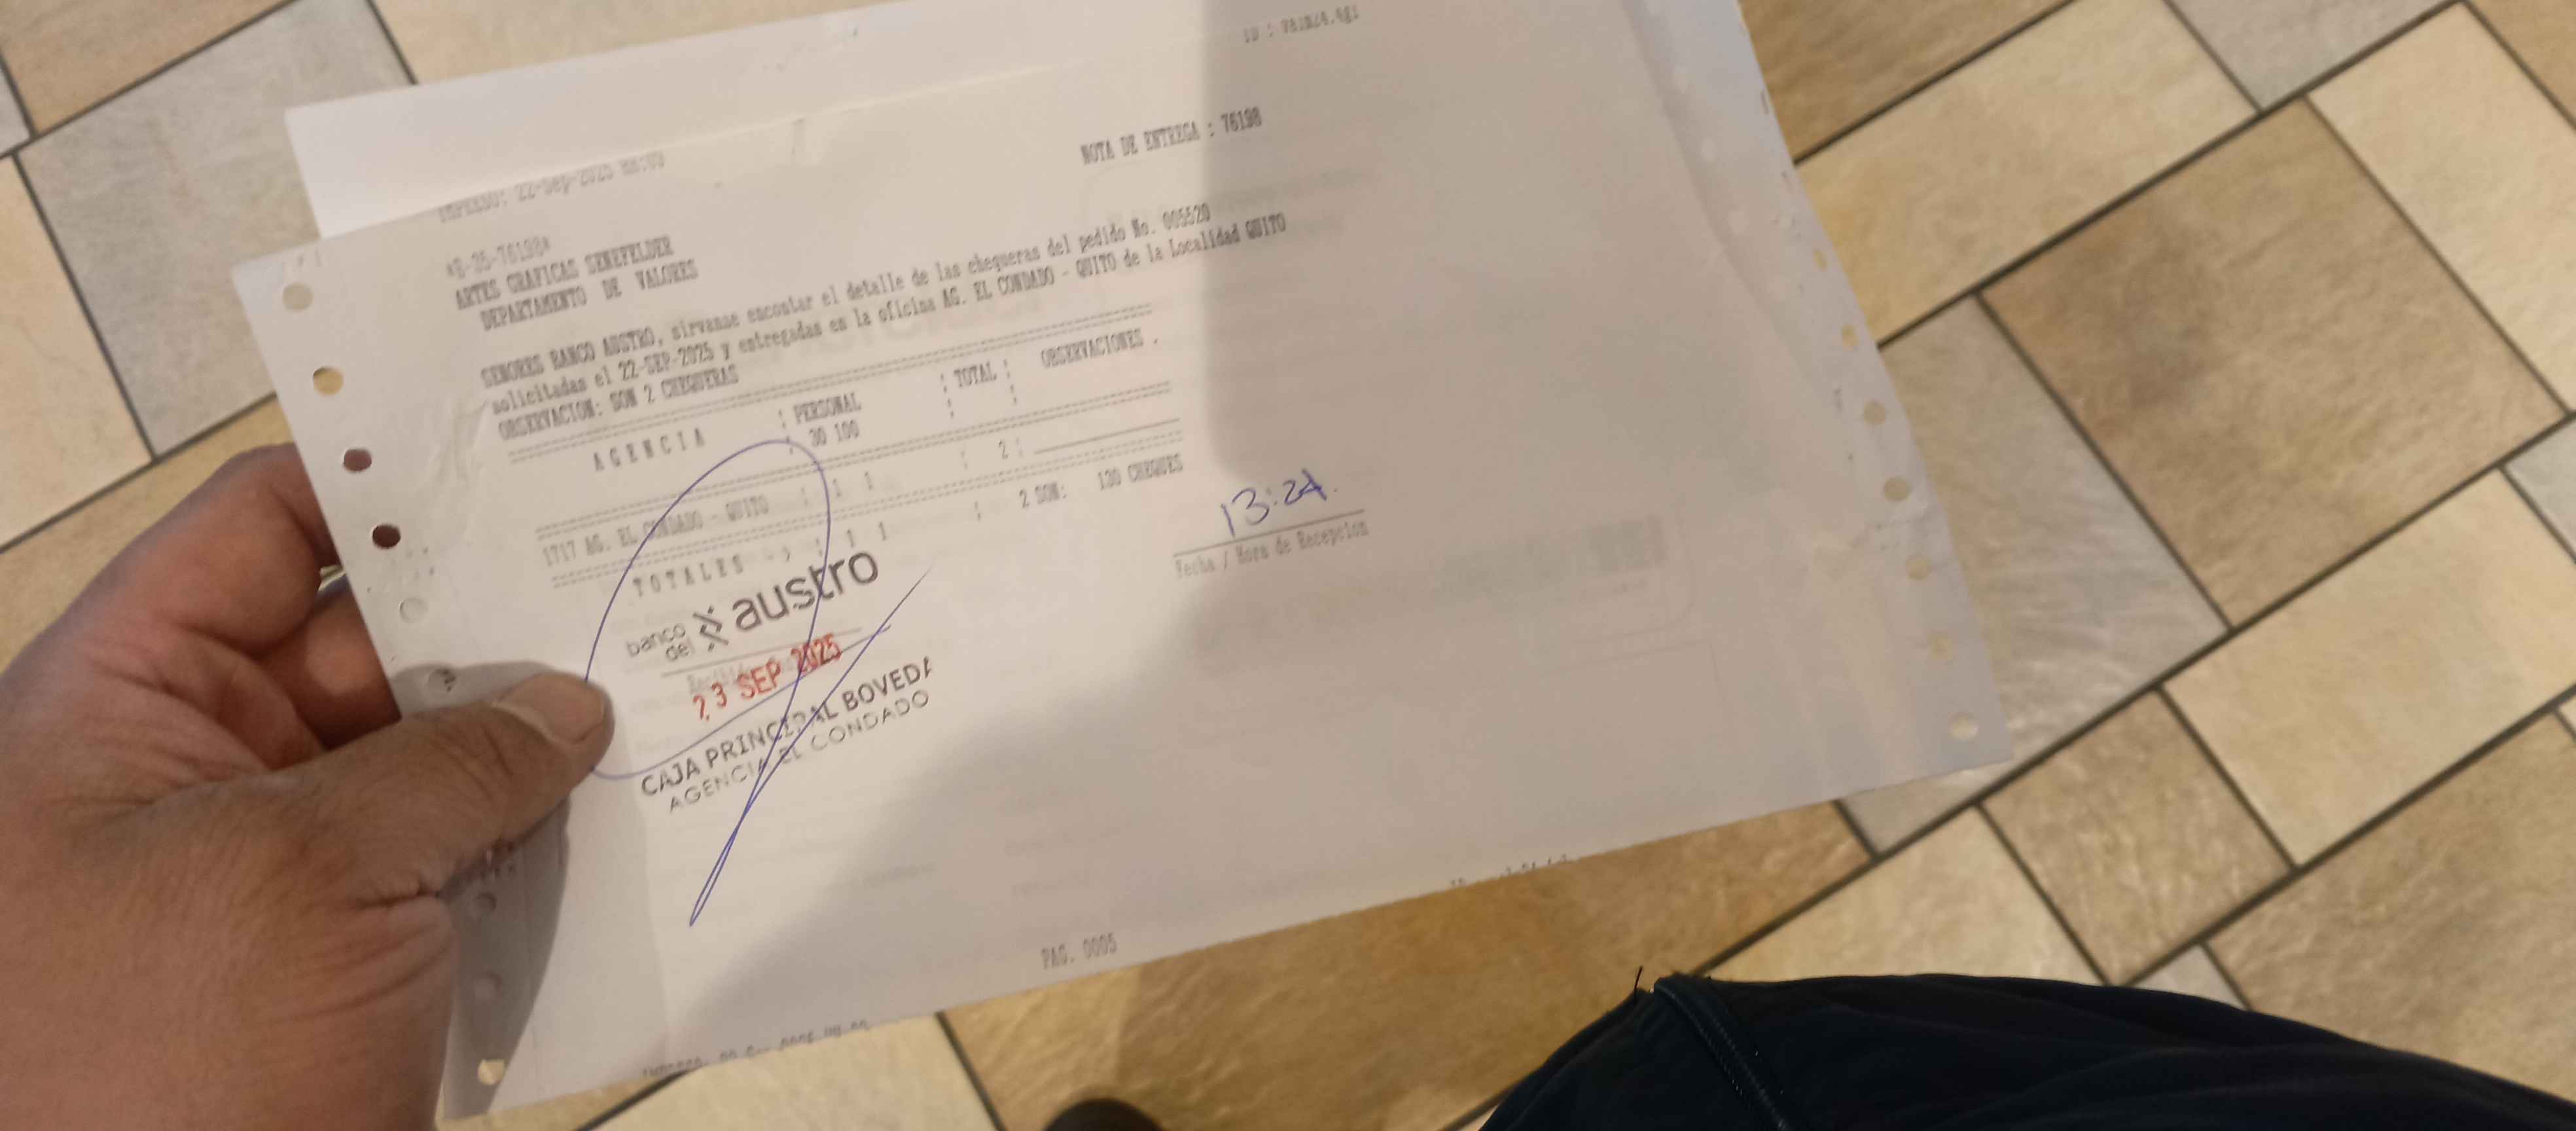 22-Sep-2025
NOTA DE ENTREGA : 76198
*G-35-76198*
ARTES GRAFICAS SENEFELDER
DEPARTAMENTO DE VALORES
SENORES BANCO AUSTRO, sirvanse encontar el detalle de las chequeras del pedido No. 005520
solicitadas el 22-SEP-2025 y entregadas en la oficina AG. EL CONDADO - QUITO de la Localidad QUITO
OBSERVACION: SON 2 CHEQUERAS
A G E N C I A : PERSONAL : TOTAL : OBSERVACIONES .
: 30 100 : :
1717 AG. EL CONDADO - QUITO : 1 1 : 2 :
T O T A L E S : 1 1 : 2 SON: 130 CHEQUES
banco del austro
23 SEP 2025
CAJA PRINCIPAL BOVEDA
AGENCIA EL CONDADO
13:24.
Fecha / Hora de Recepcion
PAG. 0005